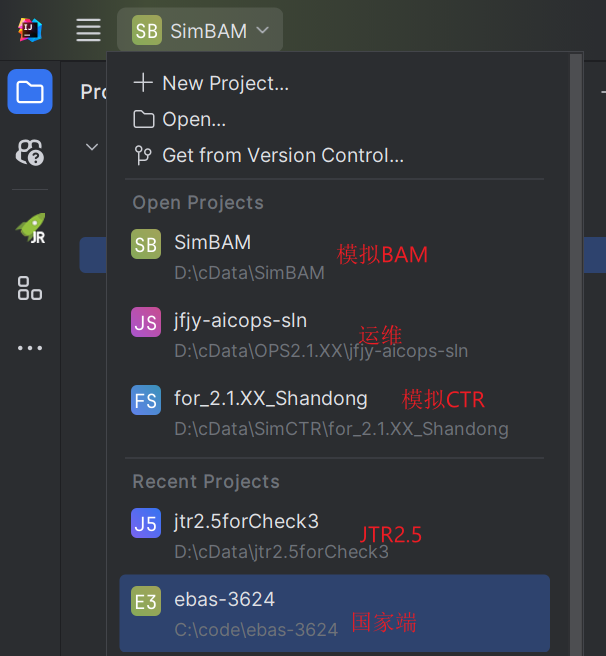 SB SimBAM
Pro
New Project...
Open...
Get from Version Control...
Open Projects
SB SimBAM
D:\cData\SimBAM
模拟BAM
JS jfjy-aicops-sln
D:\cData\OPS2.1.XX\jfjy-aicops-sln
运维
FS for_2.1.XX_Shandong
D:\cData\SimCTR\for_2.1.XX_Shandong
模拟CTR
Recent Projects
J5 jtr2.5forCheck3
D:\cData\jtr2.5forCheck3
JTR2.5
E3 ebas-3624
C:\code\ebas-3624
国家端
JR